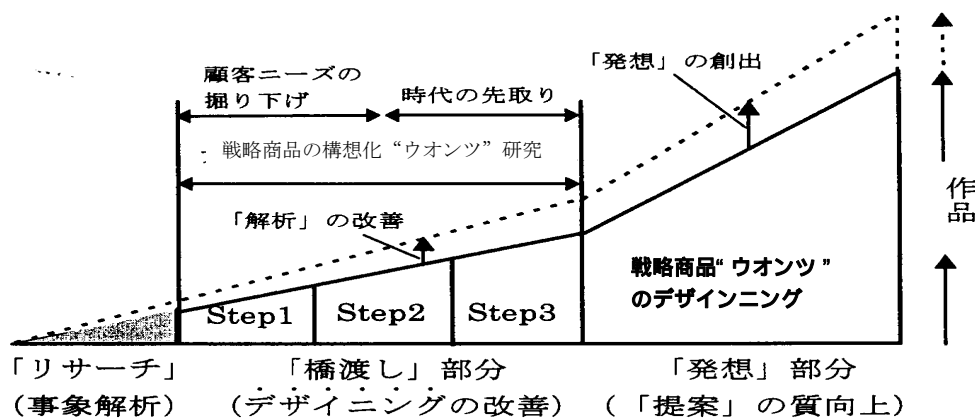 顧客ニーズの
掘り下げ
時代の先取り
「発想」の創出
戦略商品の構想化“ウオンツ”研究
「解析」の改善
作品
戦略商品“ウオンツ”
のデザインニング
Step1
Step2
Step3
「リサーチ」
(事象解析)
「橋渡し」部分
(デザイニングの改善)
「発想」部分
(「提案」の質向上)